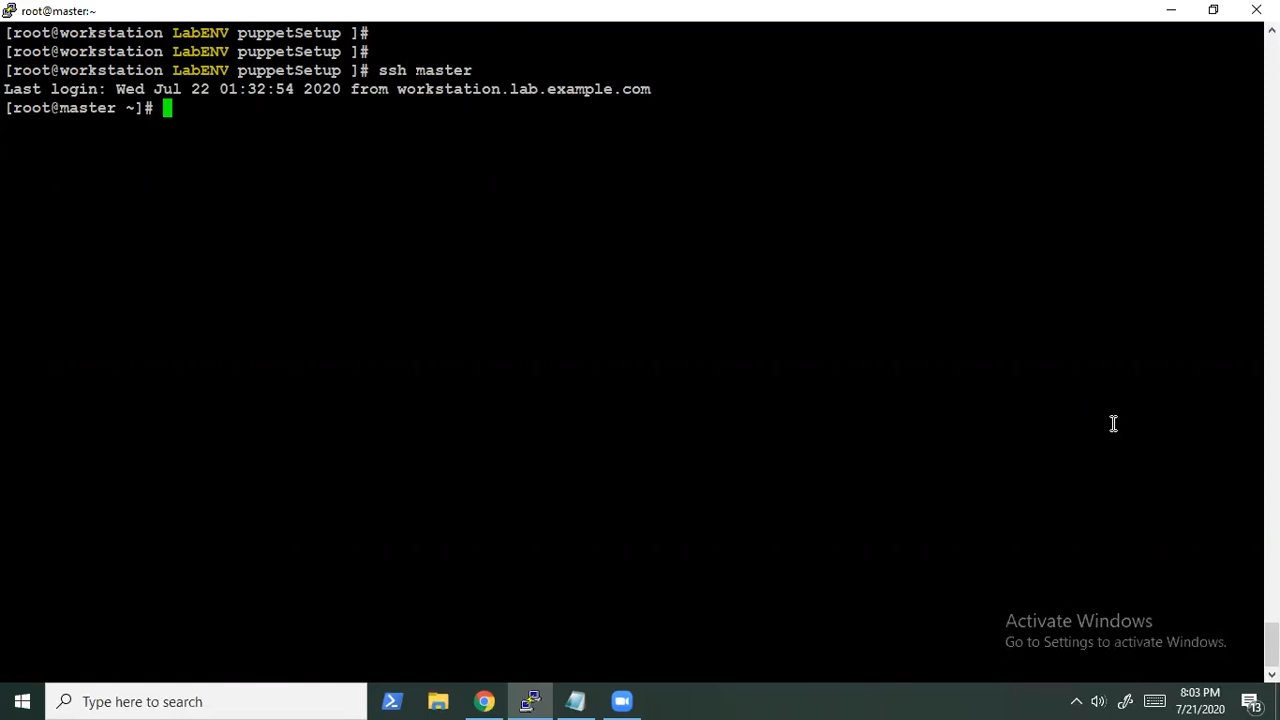 root@master:~
[root@workstation LabENV puppetSetup ]#
[root@workstation LabENV puppetSetup ]#
[root@workstation LabENV puppetSetup ]# ssh master
Last login: Wed Jul 22 01:32:54 2020 from workstation.lab.example.com
[root@master ~]#
Activate Windows
Go to Settings to activate Windows.
Type here to search
8:03 PM
7/21/2020
13